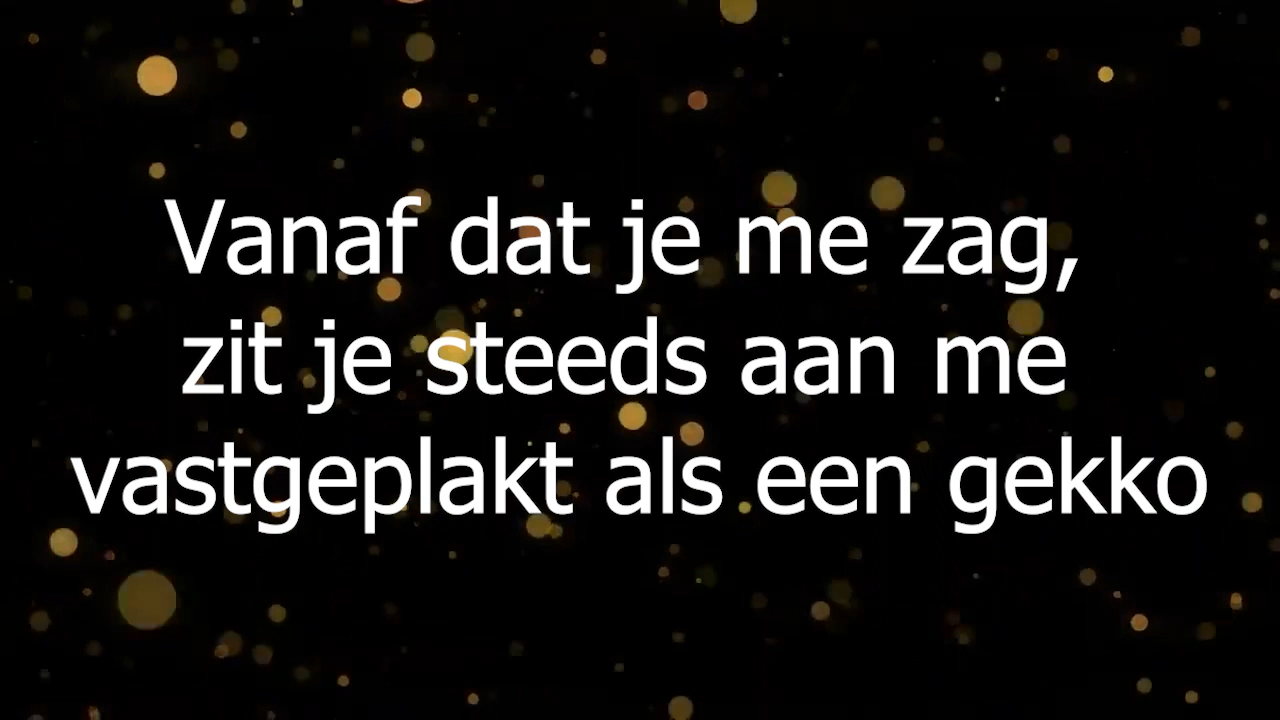 Vanaf dat je me zag,
zit je steeds aan me
vastgeplakt als een gekko